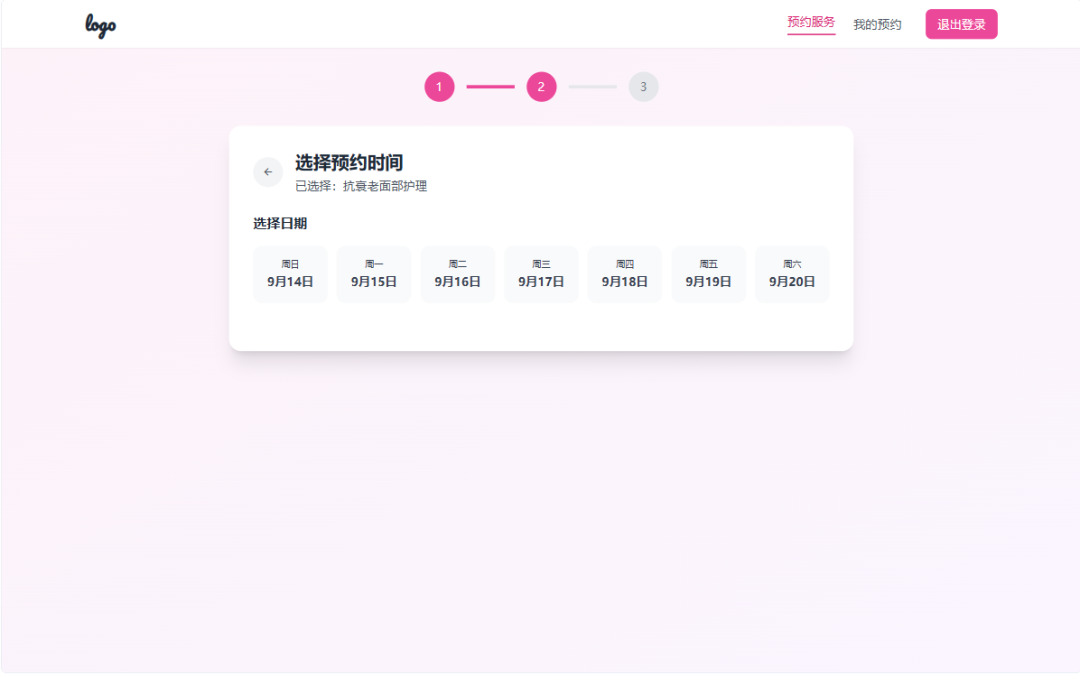 logo
预约服务
我的预约
退出登录
1
2
3
←
选择预约时间
已选择：抗衰老面部护理
选择日期
周日 周一 周二 周三 周四 周五 周六
9月14日 9月15日 9月16日 9月17日 9月18日 9月19日 9月20日